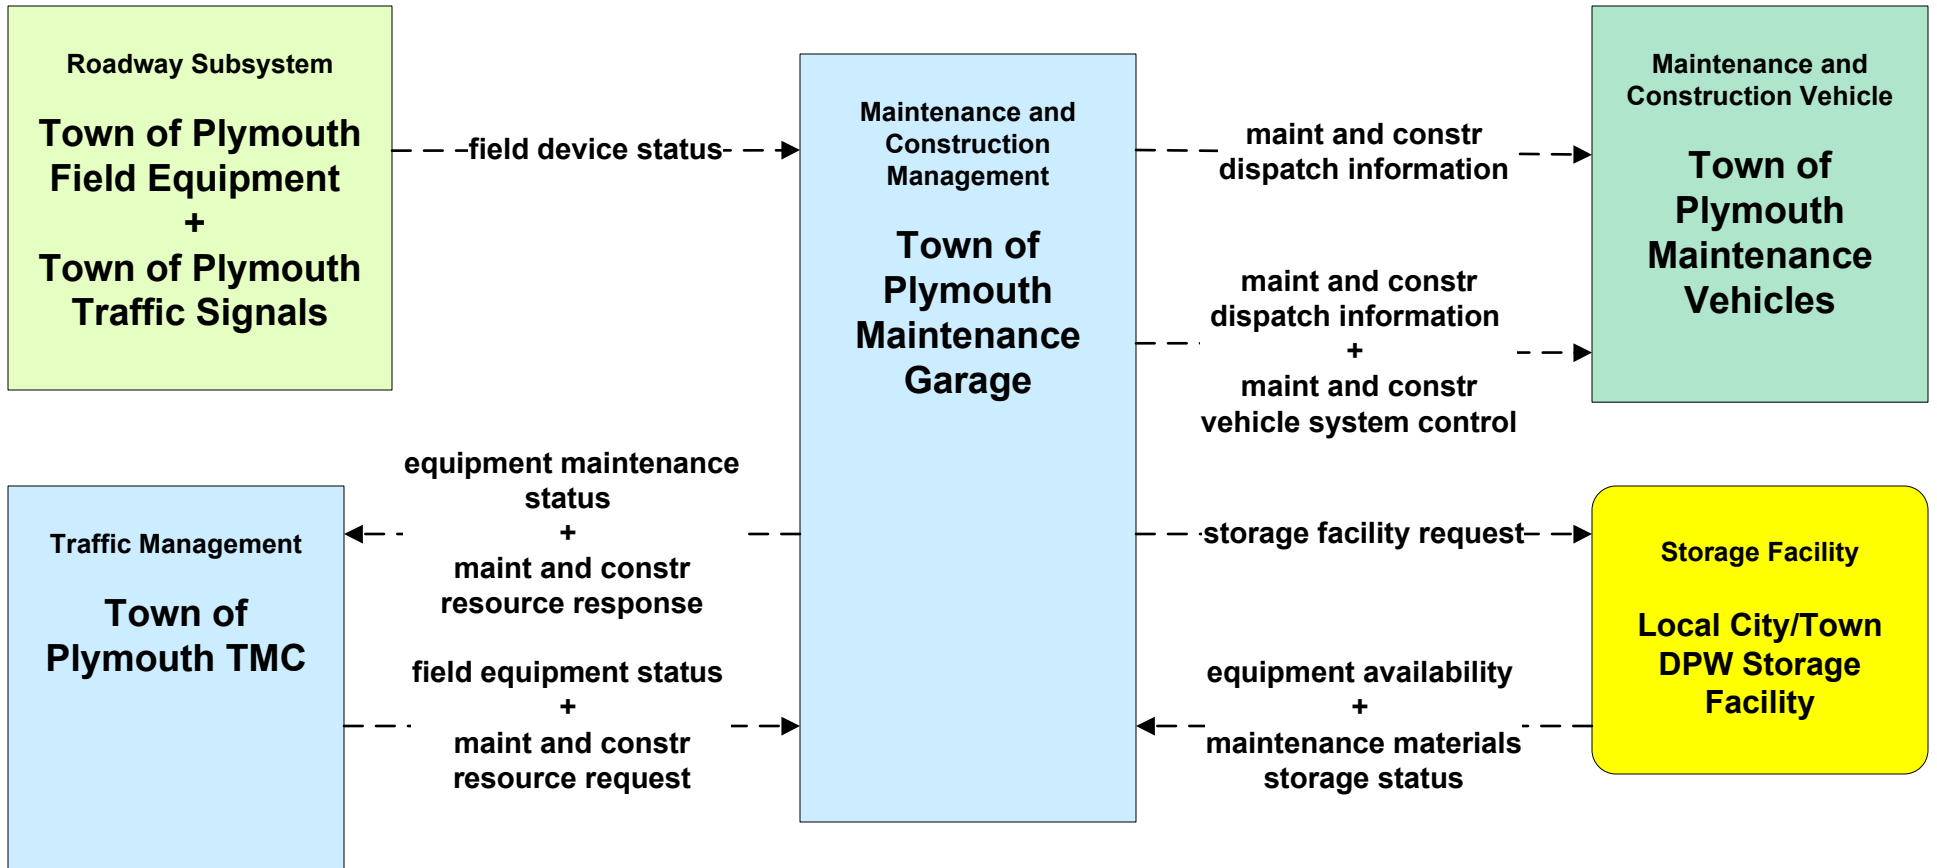 Roadway Subsystem
Town of Plymouth
Field Equipment
+
Town of Plymouth
Traffic Signals
field device status
Maintenance and
Construction
Management
Town of
Plymouth
Maintenance
Garage
maint and constr
dispatch information
maint and constr
dispatch information
+
maint and constr
vehicle system control
Maintenance and
Construction Vehicle
Town of
Plymouth
Maintenance
Vehicles
Traffic Management
Town of
Plymouth TMC
equipment maintenance
status
+
maint and constr
resource response
field equipment status
+
maint and constr
resource request
storage facility request
equipment availability
+
maintenance materials
storage status
Storage Facility
Local City/Town
DPW Storage
Facility